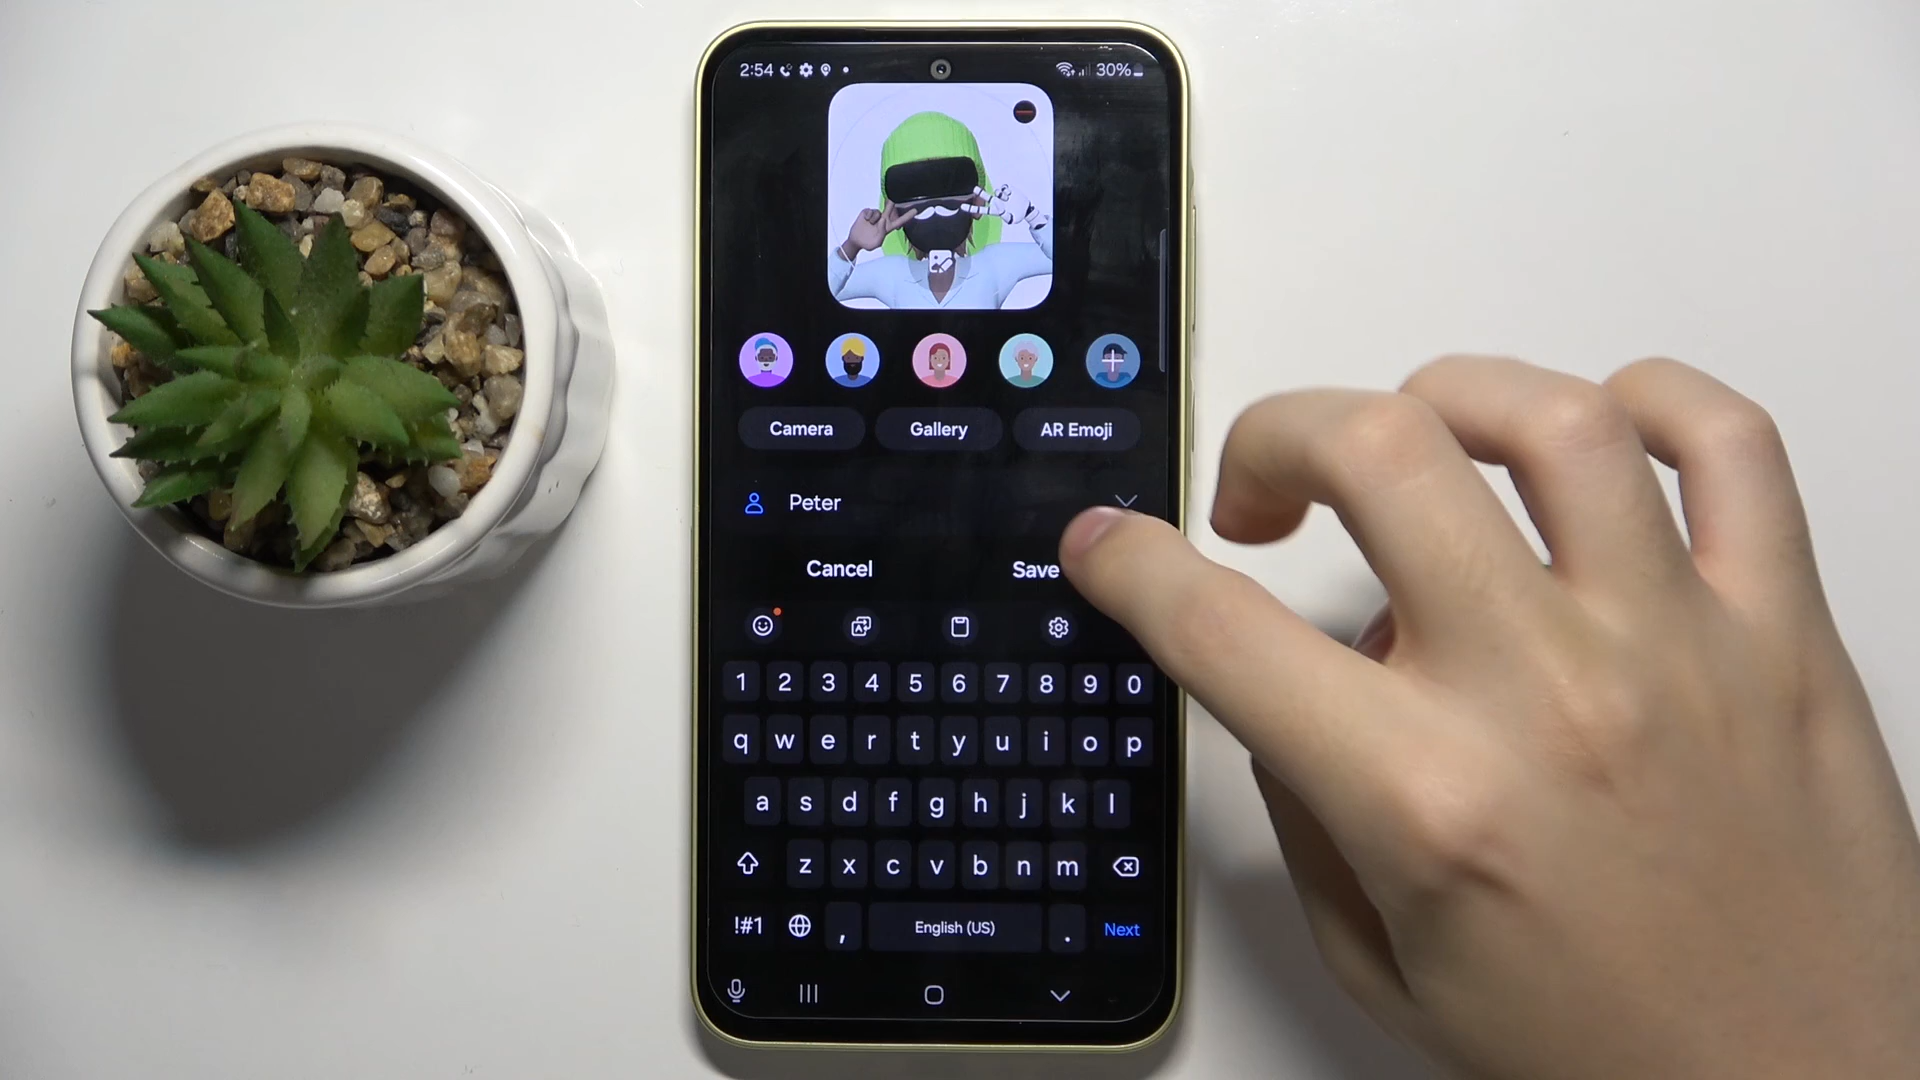 2:54 30%
Camera Gallery AR Emoji
Peter
Cancel Save
1 2 3 4 5 6 7 8 9 0
q w e r t y u i o p
a s d f g h j k l
z x c v b n m
!#1 , English (US) . Next